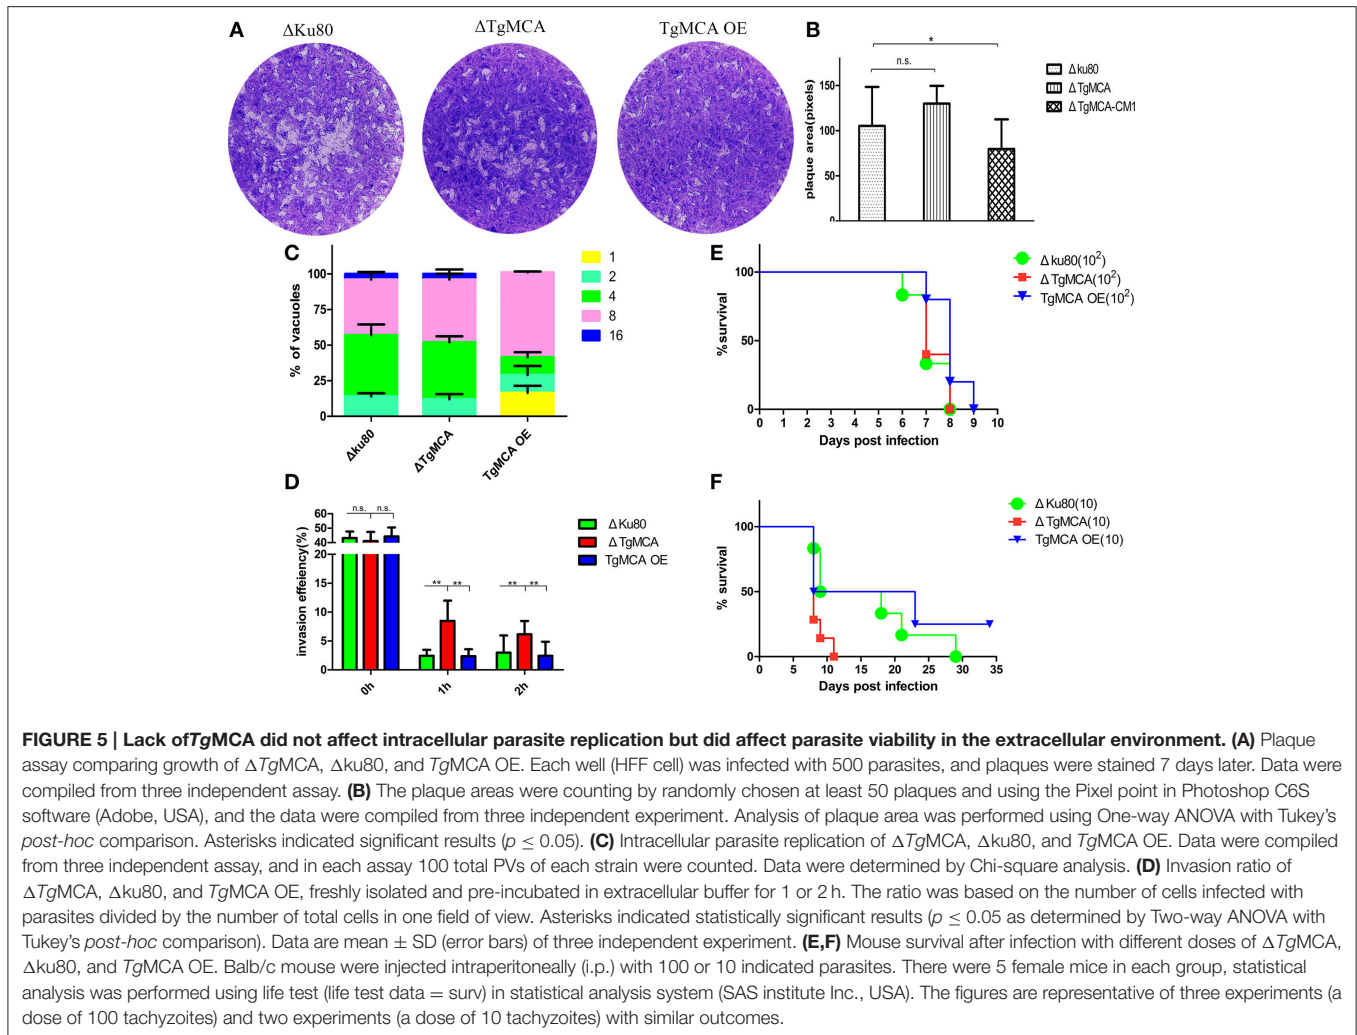 A
ΔKu80
ΔTgMCA
TgMCA OE
B
*
n.s.
plaque area(pixels)
150
100
50
0
Δku80
ΔTgMCA
ΔTgMCA-CM1
C
% of vacuoles
100
75
50
25
0
Δku80
ΔTgMCA
TgMCA OE
1
2
4
8
16
E
%survival
100
50
0
0 1 2 3 4 5 6 7 8 9 10
Days post infection
Δku80(10²)
ΔTgMCA(10²)
TgMCA OE(10²)
D
invasion effeiency(%)
60
50
40
20
15
10
5
0
n.s. n.s.
** **
** **
0h
1h
2h
ΔKu80
ΔTgMCA
TgMCA OE
F
% survival
100
50
0
0 5 10 15 20 25 30 35
Days post infection
ΔKu80(10)
ΔTgMCA(10)
TgMCA OE(10)
FIGURE 5 | Lack ofTgMCA did not affect intracellular parasite replication but did affect parasite viability in the extracellular environment. (A) Plaque
assay comparing growth of ΔTgMCA, Δku80, and TgMCA OE. Each well (HFF cell) was infected with 500 parasites, and plaques were stained 7 days later. Data were
compiled from three independent assay. (B) The plaque areas were counting by randomly chosen at least 50 plaques and using the Pixel point in Photoshop C6S
software (Adobe, USA), and the data were compiled from three independent experiment. Analysis of plaque area was performed using One-way ANOVA with Tukey's
post-hoc comparison. Asterisks indicated significant results (p ≤ 0.05). (C) Intracellular parasite replication of ΔTgMCA, Δku80, and TgMCA OE. Data were compiled
from three independent assay, and in each assay 100 total PVs of each strain were counted. Data were determined by Chi-square analysis. (D) Invasion ratio of
ΔTgMCA, Δku80, and TgMCA OE, freshly isolated and pre-incubated in extracellular buffer for 1 or 2 h. The ratio was based on the number of cells infected with
parasites divided by the number of total cells in one field of view. Asterisks indicated statistically significant results (p ≤ 0.05 as determined by Two-way ANOVA with
Tukey's post-hoc comparison). Data are mean ± SD (error bars) of three independent experiment. (E,F) Mouse survival after infection with different doses of ΔTgMCA,
Δku80, and TgMCA OE. Balb/c mouse were injected intraperitoneally (i.p.) with 100 or 10 indicated parasites. There were 5 female mice in each group, statistical
analysis was performed using life test (life test data = surv) in statistical analysis system (SAS institute Inc., USA). The figures are representative of three experiments (a
dose of 100 tachyzoites) and two experiments (a dose of 10 tachyzoites) with similar outcomes.